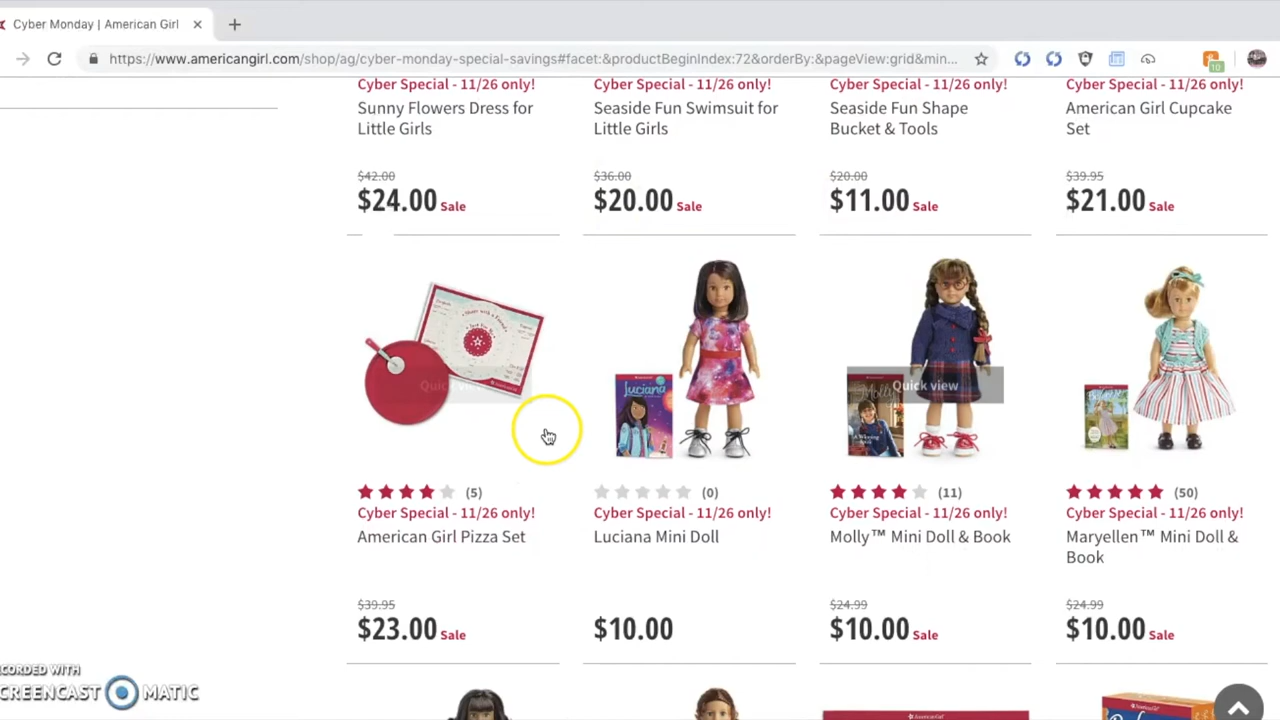 Cyber Monday | American Girl
https://www.americangirl.com/shop/ag/cyber-monday-special-savings#facet:&productBeginIndex:72&orderBy:&pageView:grid&min...
10
Cyber Special - 11/26 only!
Sunny Flowers Dress for
Little Girls
$42.00
$24.00 Sale
Cyber Special - 11/26 only!
Seaside Fun Swimsuit for
Little Girls
$36.00
$20.00 Sale
Cyber Special - 11/26 only!
Seaside Fun Shape
Bucket & Tools
$20.00
$11.00 Sale
Cyber Special - 11/26 only!
American Girl Cupcake
Set
$39.95
$21.00 Sale
Quick view
(5)
Cyber Special - 11/26 only!
American Girl Pizza Set
$39.95
$23.00 Sale
Luciana
(0)
Cyber Special - 11/26 only!
Luciana Mini Doll
$10.00
Quick view
Molly
(11)
Cyber Special - 11/26 only!
Molly™ Mini Doll & Book
$24.99
$10.00 Sale
(50)
Cyber Special - 11/26 only!
Maryellen™ Mini Doll &
Book
$24.99
$10.00 Sale
CORDED WITH
CREENCAST MATIC